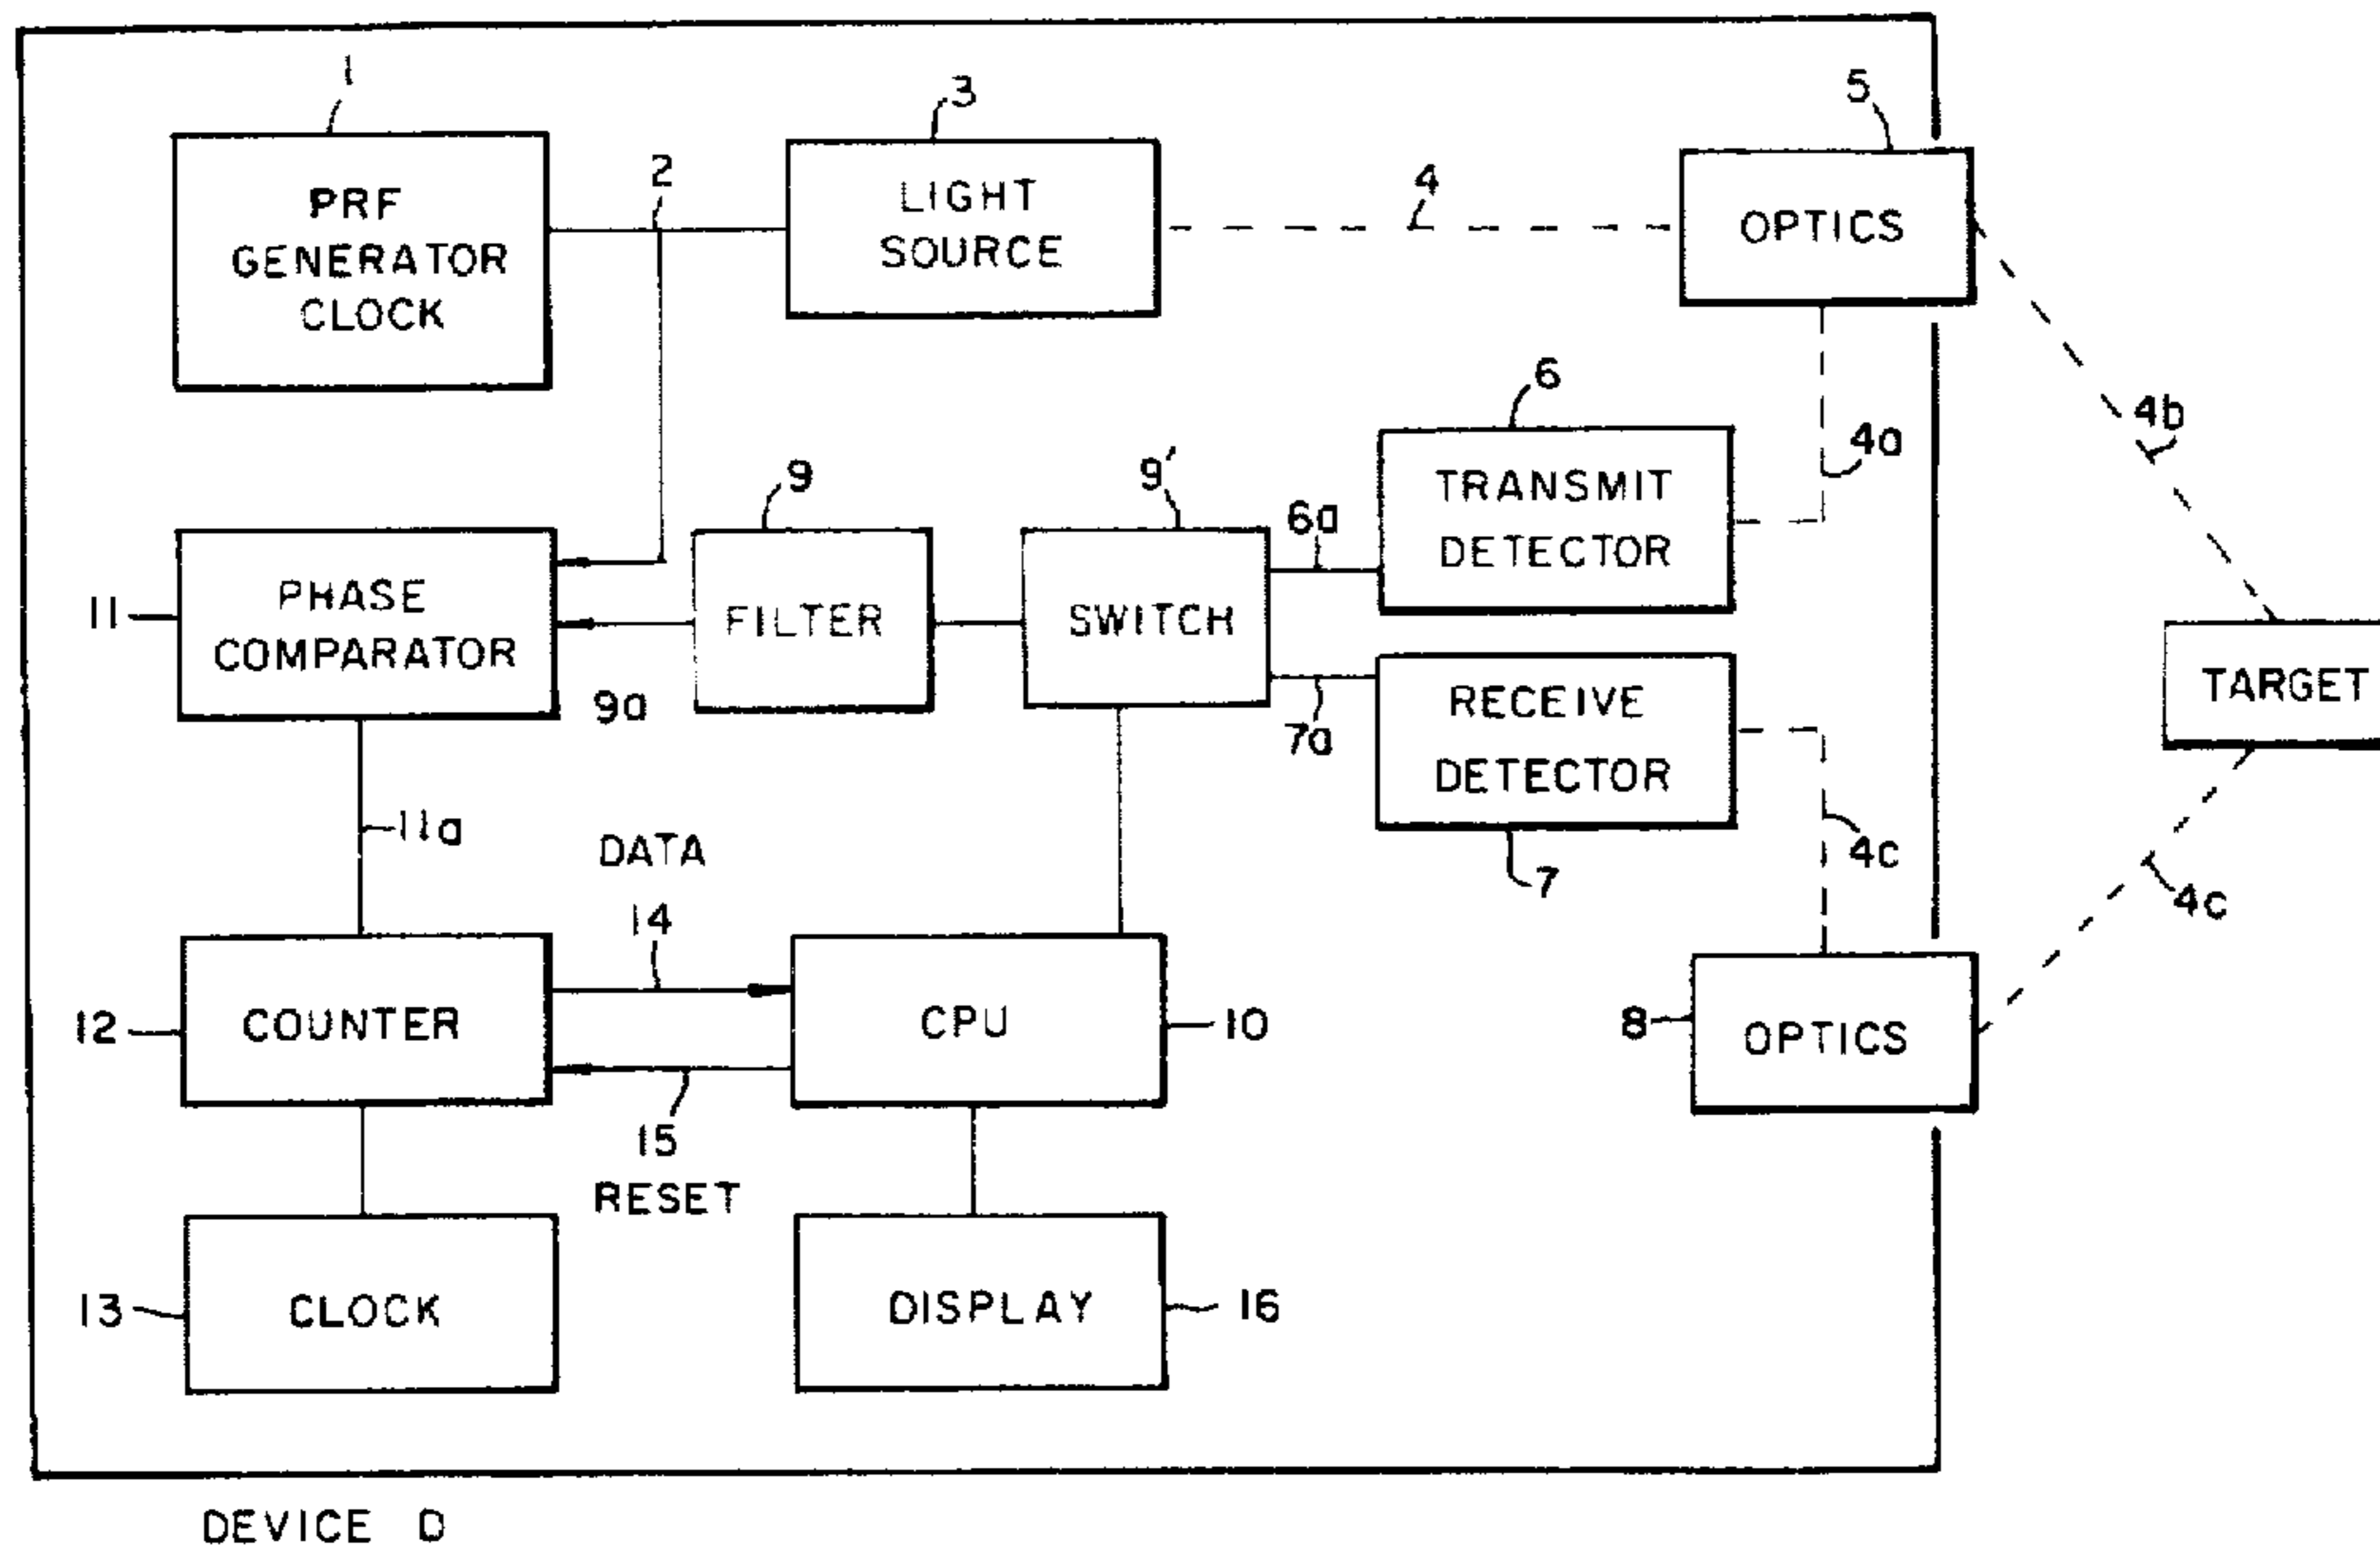 1
3
5
PRF
GENERATOR
CLOCK
2
LIGHT
SOURCE
4
OPTICS
6
4a
4b
9
9'
6a
TRANSMIT
DETECTOR
11
PHASE
COMPARATOR
FILTER
SWITCH
TARGET
9a
7a
RECEIVE
DETECTOR
11a
DATA
4c
7
4c
14
12
COUNTER
CPU
10
8
OPTICS
15
RESET
13
CLOCK
DISPLAY
16
DEVICE D